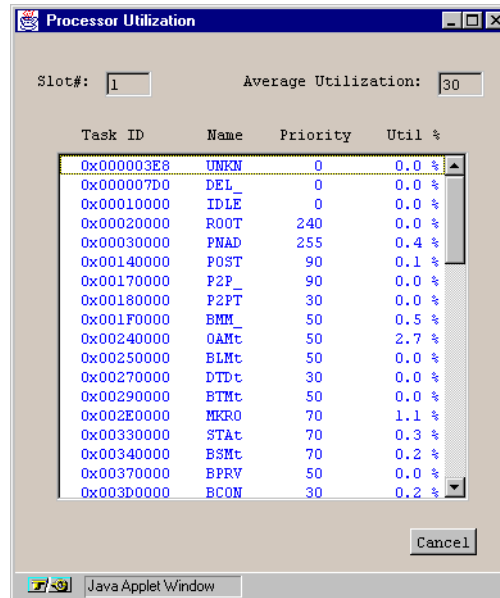 Processor Utilization
Slot#: 1 Average Utilization: 30
Task ID Name Priority Util %
0x000003E8 UNKN 0 0.0 %
0x000007D0 DEL_ 0 0.0 %
0x00010000 IDLE 0 0.0 %
0x00020000 ROOT 240 0.0 %
0x00030000 PNAD 255 0.4 %
0x00140000 POST 90 0.1 %
0x00170000 P2P_ 90 0.0 %
0x00180000 P2PT 30 0.0 %
0x001F0000 BMM_ 50 0.5 %
0x00240000 OAMt 50 2.7 %
0x00250000 BLMt 50 0.0 %
0x00270000 DTDt 30 0.0 %
0x00290000 BTMt 50 0.0 %
0x002E0000 MKRO 70 1.1 %
0x00330000 STAt 70 0.3 %
0x00340000 BSMt 70 0.2 %
0x00370000 BPRV 50 0.0 %
0x003D0000 BCON 30 0.2 %
Cancel
Java Applet Window